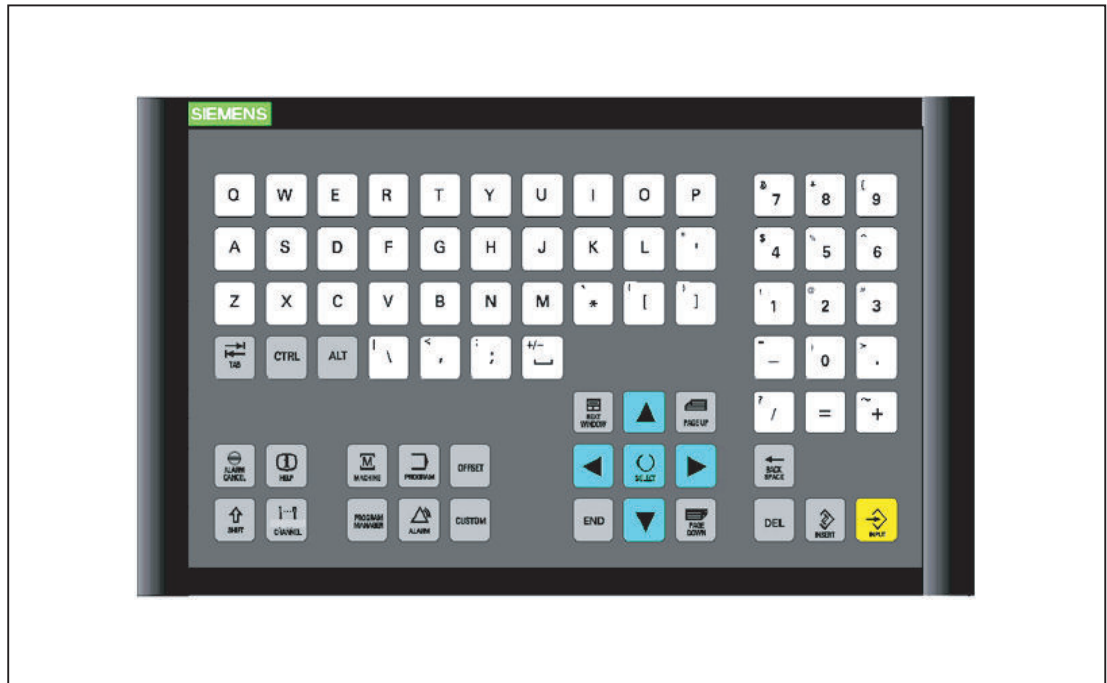 SIEMENS
Q W E R T Y U I O P & 7 * 8 ( 9
A S D F G H J K L " ' $ 4 % 5 ^ 6
Z X C V B N M ` * { [ } ] ! 1 @ 2 # 3
TAB CTRL ALT | \ < , : ; +/- _ ) 0 > .
NEXT WINDOW PAGE UP ? / = ~ +
ALARM CANCEL HELP M MACHINE PROGRAM OFFSET SELECT BACK SPACE
SHIFT 1...n CHANNEL PROGRAM MANAGER ALARM CUSTOM END PAGE DOWN DEL INSERT INPUT